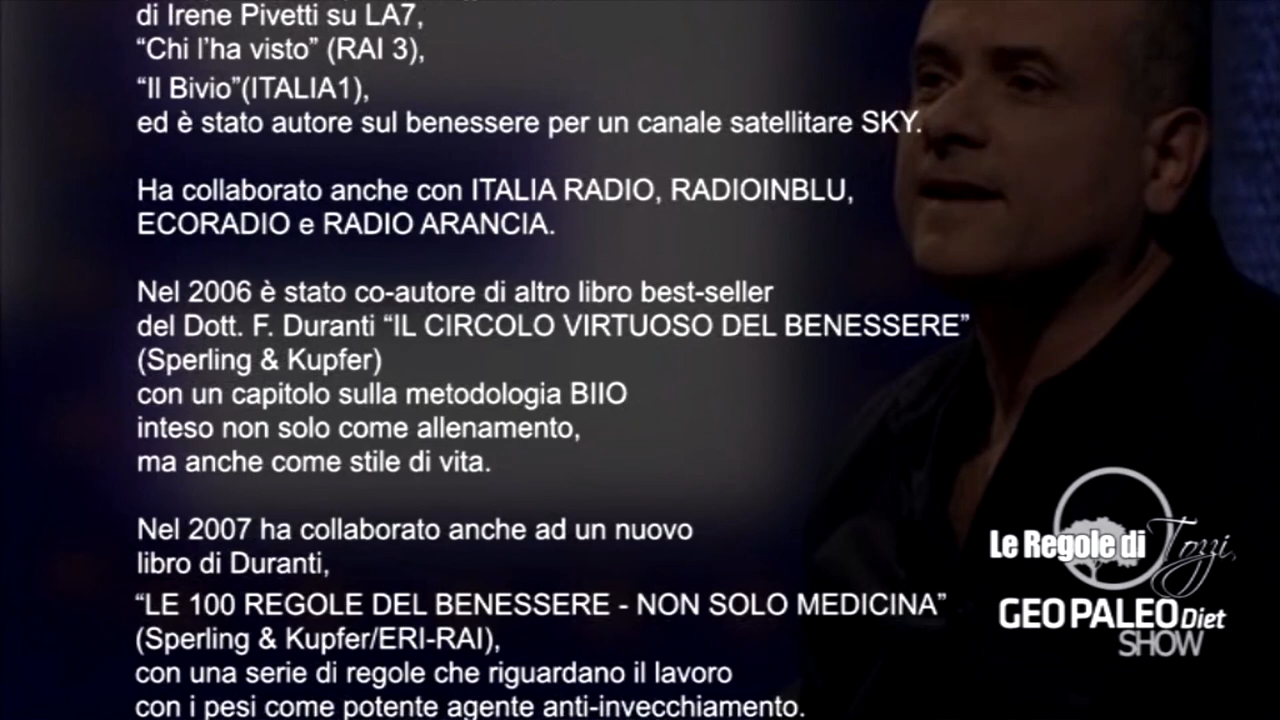 di Irene Pivetti su LA7,
“Chi l’ha visto” (RAI 3),
“Il Bivio”(ITALIA1),
ed è stato autore sul benessere per un canale satellitare SKY.
Ha collaborato anche con ITALIA RADIO, RADIOINBLU,
ECORADIO e RADIO ARANCIA.
Nel 2006 è stato co-autore di altro libro best-seller
del Dott. F. Duranti “IL CIRCOLO VIRTUOSO DEL BENESSERE”
(Sperling & Kupfer)
con un capitolo sulla metodologia BIIO
inteso non solo come allenamento,
ma anche come stile di vita.
Nel 2007 ha collaborato anche ad un nuovo
libro di Duranti,
“LE 100 REGOLE DEL BENESSERE - NON SOLO MEDICINA”
(Sperling & Kupfer/ERI-RAI),
con una serie di regole che riguardano il lavoro
con i pesi come potente agente anti-invecchiamento.
Le Regole di Tozzi
GEO PALEO Diet
SHOW